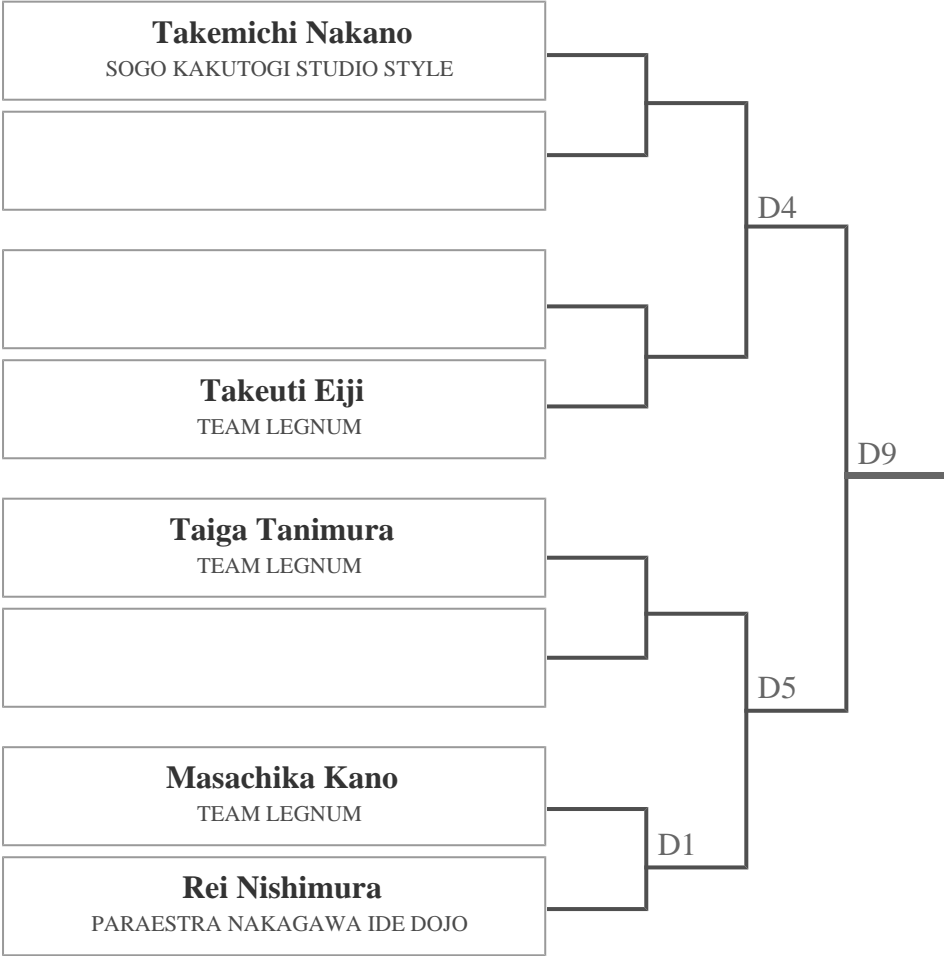 Takemichi Nakano
SOGO KAKUTOGI STUDIO STYLE
D4
Takeuti Eiji
TEAM LEGNUM
D9
Taiga Tanimura
TEAM LEGNUM
D5
Masachika Kano
TEAM LEGNUM
D1
Rei Nishimura
PARAESTRA NAKAGAWA IDE DOJO